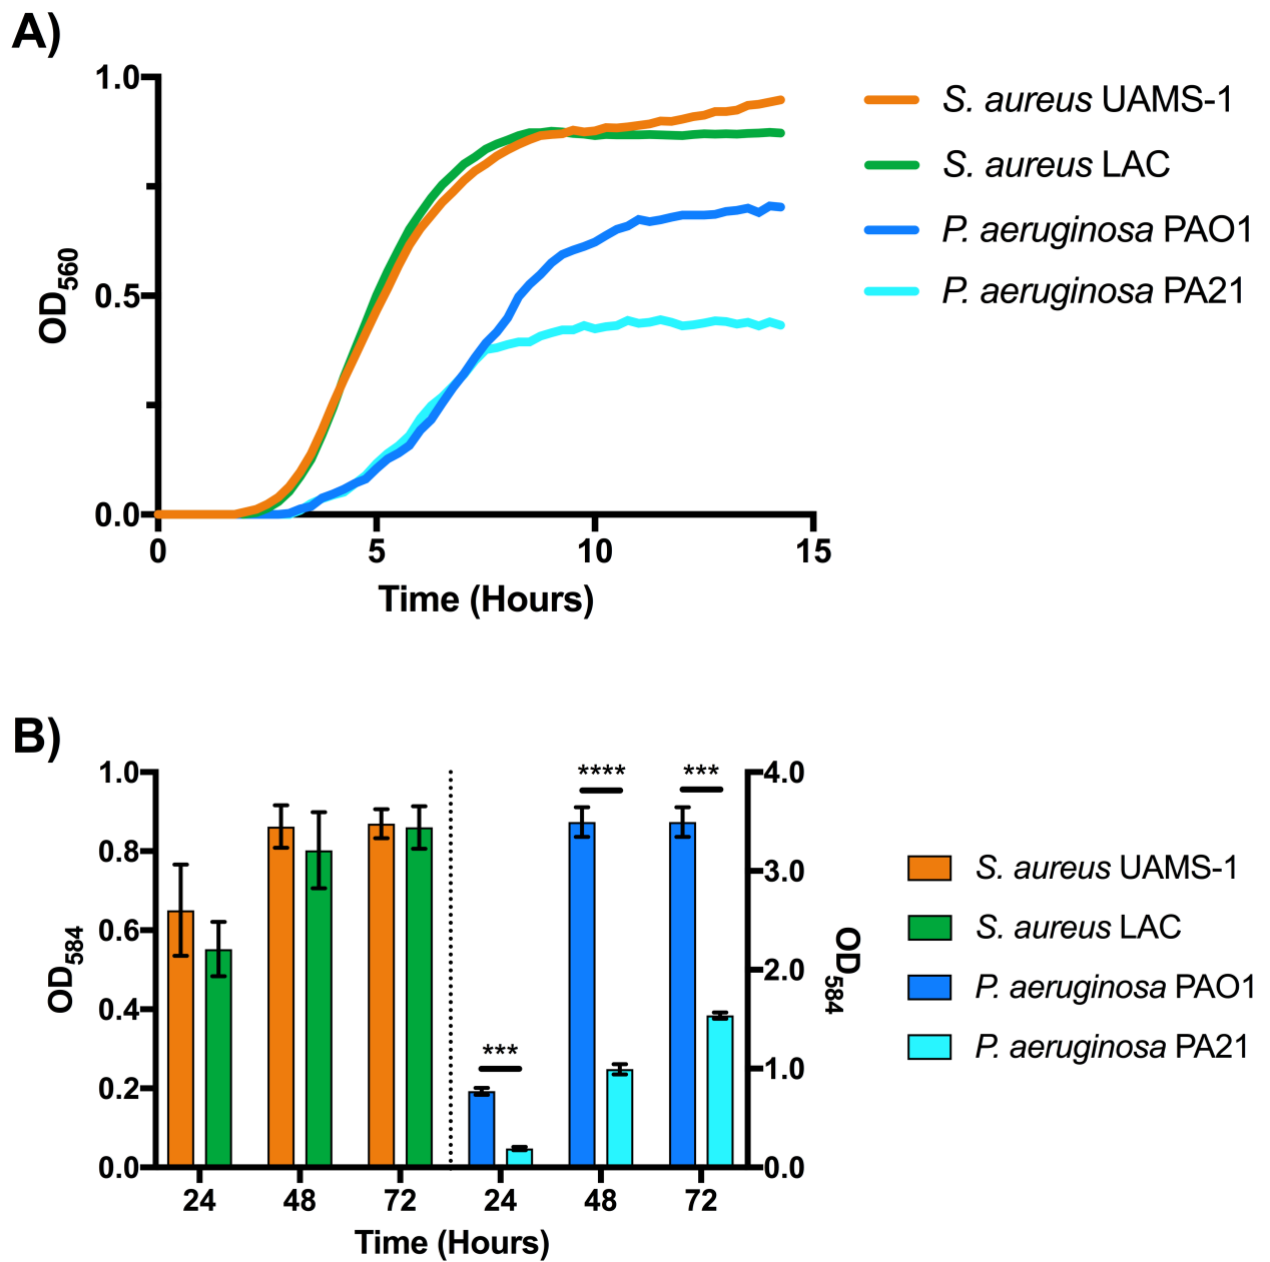 A)
1.0
0.5
0.0
OD560
0
5
10
15
Time (Hours)
S. aureus UAMS-1
S. aureus LAC
P. aeruginosa PAO1
P. aeruginosa PA21
B)
1.0
0.8
0.6
0.4
0.2
0.0
OD584
24
48
72
24
48
72
Time (Hours)
***
****
***
4.0
3.0
2.0
1.0
0.0
OD584
S. aureus UAMS-1
S. aureus LAC
P. aeruginosa PAO1
P. aeruginosa PA21